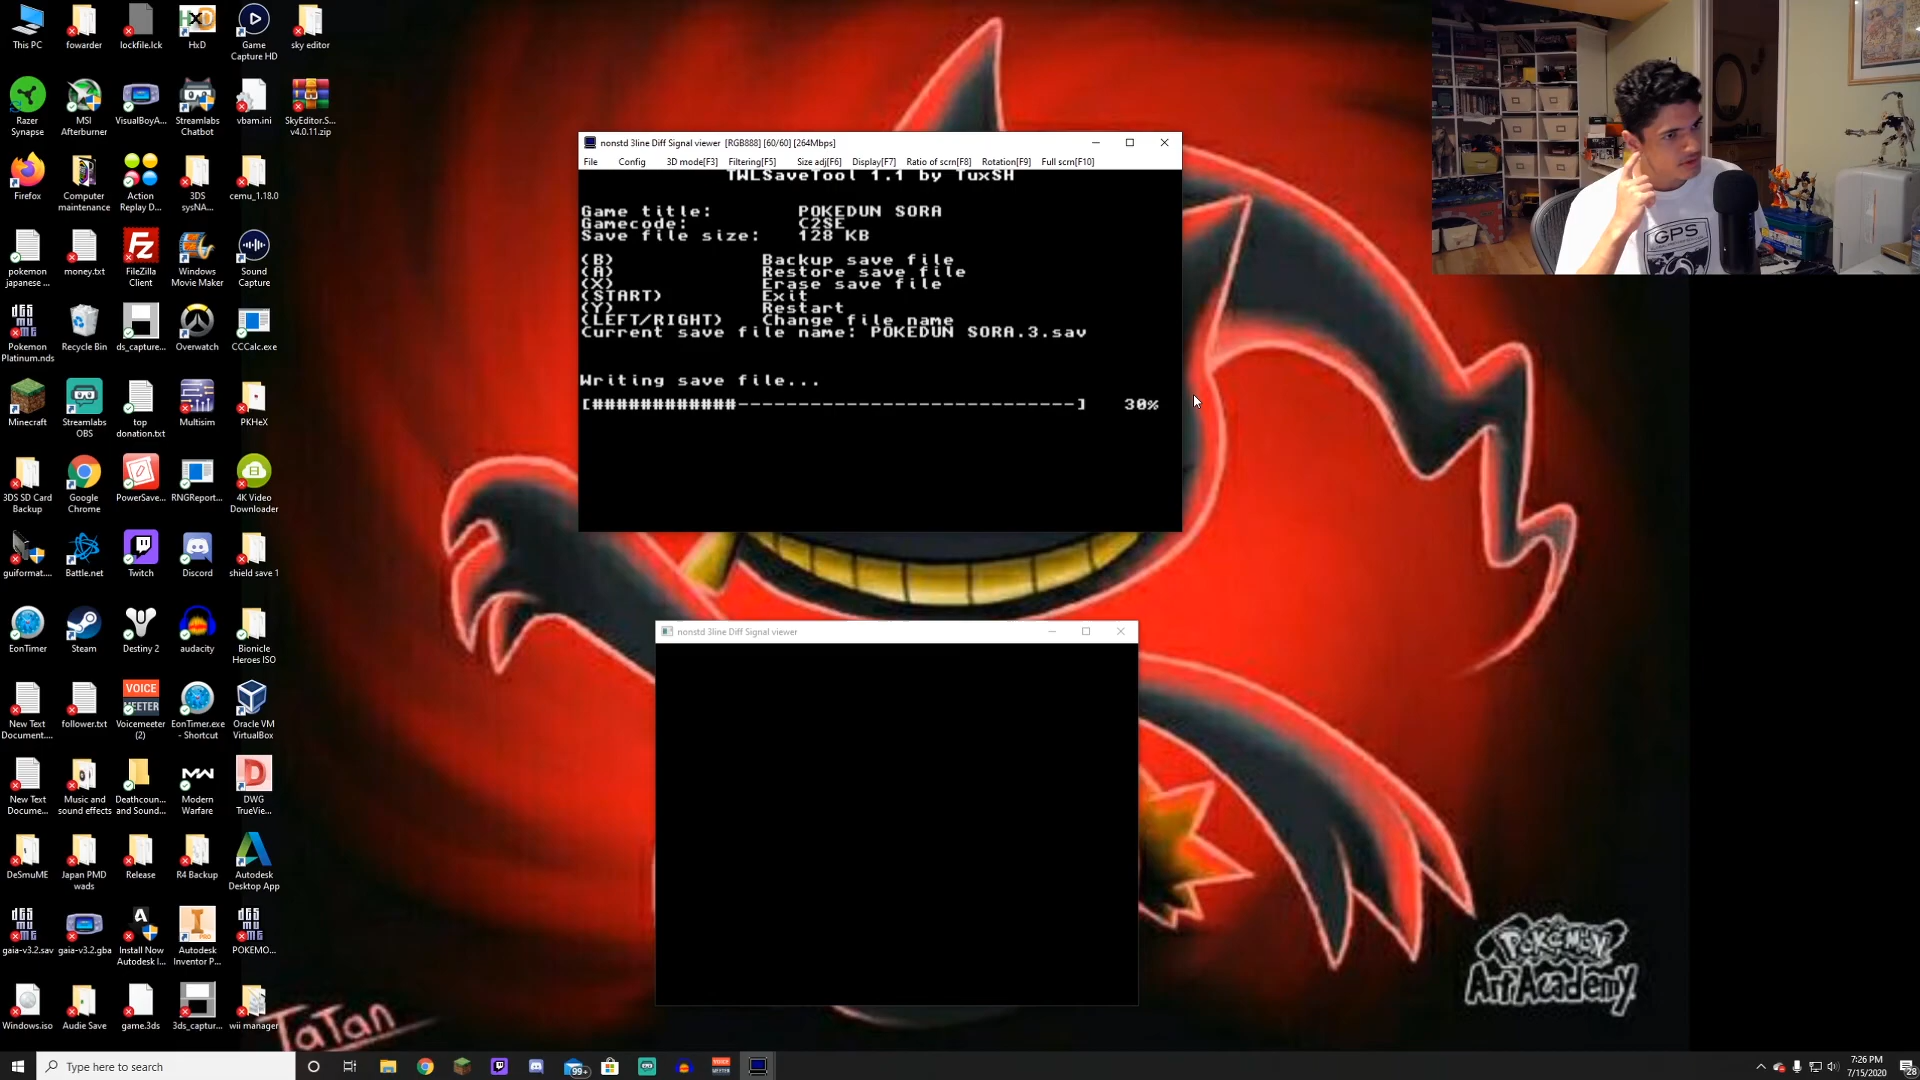 This PC
fowarder
lockfile.lck
HxD
Game Capture HD
sky editor
Razer Synapse
MSI Afterburner
VisualBoyA...
Streamlabs Chatbot
vbam.ini
SkyEditor.S... v4.0.11.zip
Firefox
Computer maintenance
Action Replay D...
3DS sysNA...
cemu_1.18.0
pokemon japanese ...
money.txt
FileZilla Client
Windows Movie Maker
Sound Capture
Pokemon Platinum.nds
Recycle Bin
ds_capture...
Overwatch
CCCalc.exe
Minecraft
Streamlabs OBS
top donation.txt
Multisim
PKHeX
3DS SD Card Backup
Google Chrome
PowerSave...
RNGReport...
4K Video Downloader
guiformat....
Battle.net
Twitch
Discord
shield save 1
EonTimer
Steam
Destiny 2
audacity
Bionicle Heroes ISO
New Text Document....
follower.txt
VOICE MEETER
Voicemeeter (2)
EonTimer.exe - Shortcut
Oracle VM VirtualBox
New Text Docume...
Music and sound effects
Deathcoun... and Sound...
Modern Warfare
DWG TrueVie...
DeSmuME
Japan PMD wads
Release
R4 Backup
Autodesk Desktop App
gaia-v3.2.sav
gaia-v3.2.gba
Install Now Autodesk I...
Autodesk Inventor P...
POKEMO...
Windows.iso
Audie Save
game.3ds
3ds_captur...
wii manager
nonstd 3line Diff Signal viewer [RGB888] [60/60] [264Mbps]
File Config 3D mode[F3] Filtering[F5] Size adj[F6] Display[F7] Ratio of scrn[F8] Rotation[F9] Full scrn[F10]
TWLSaveTool 1.1 by TuxSH
Game title: POKEDUN SORA
Gamecode: C2SE
Save file size: 128 KB
(B) Backup save file
(A) Restore save file
(X) Erase save file
(START) Exit
(Y) Restart
(LEFT/RIGHT) Change file name
Current save file name: POKEDUN SORA.3.sav
Writing save file...
[############----------------------------] 30%
nonstd 3line Diff Signal viewer
GPS
TaTan
POKéMON
Art Academy
Type here to search
99+
7:26 PM
7/15/2020
28